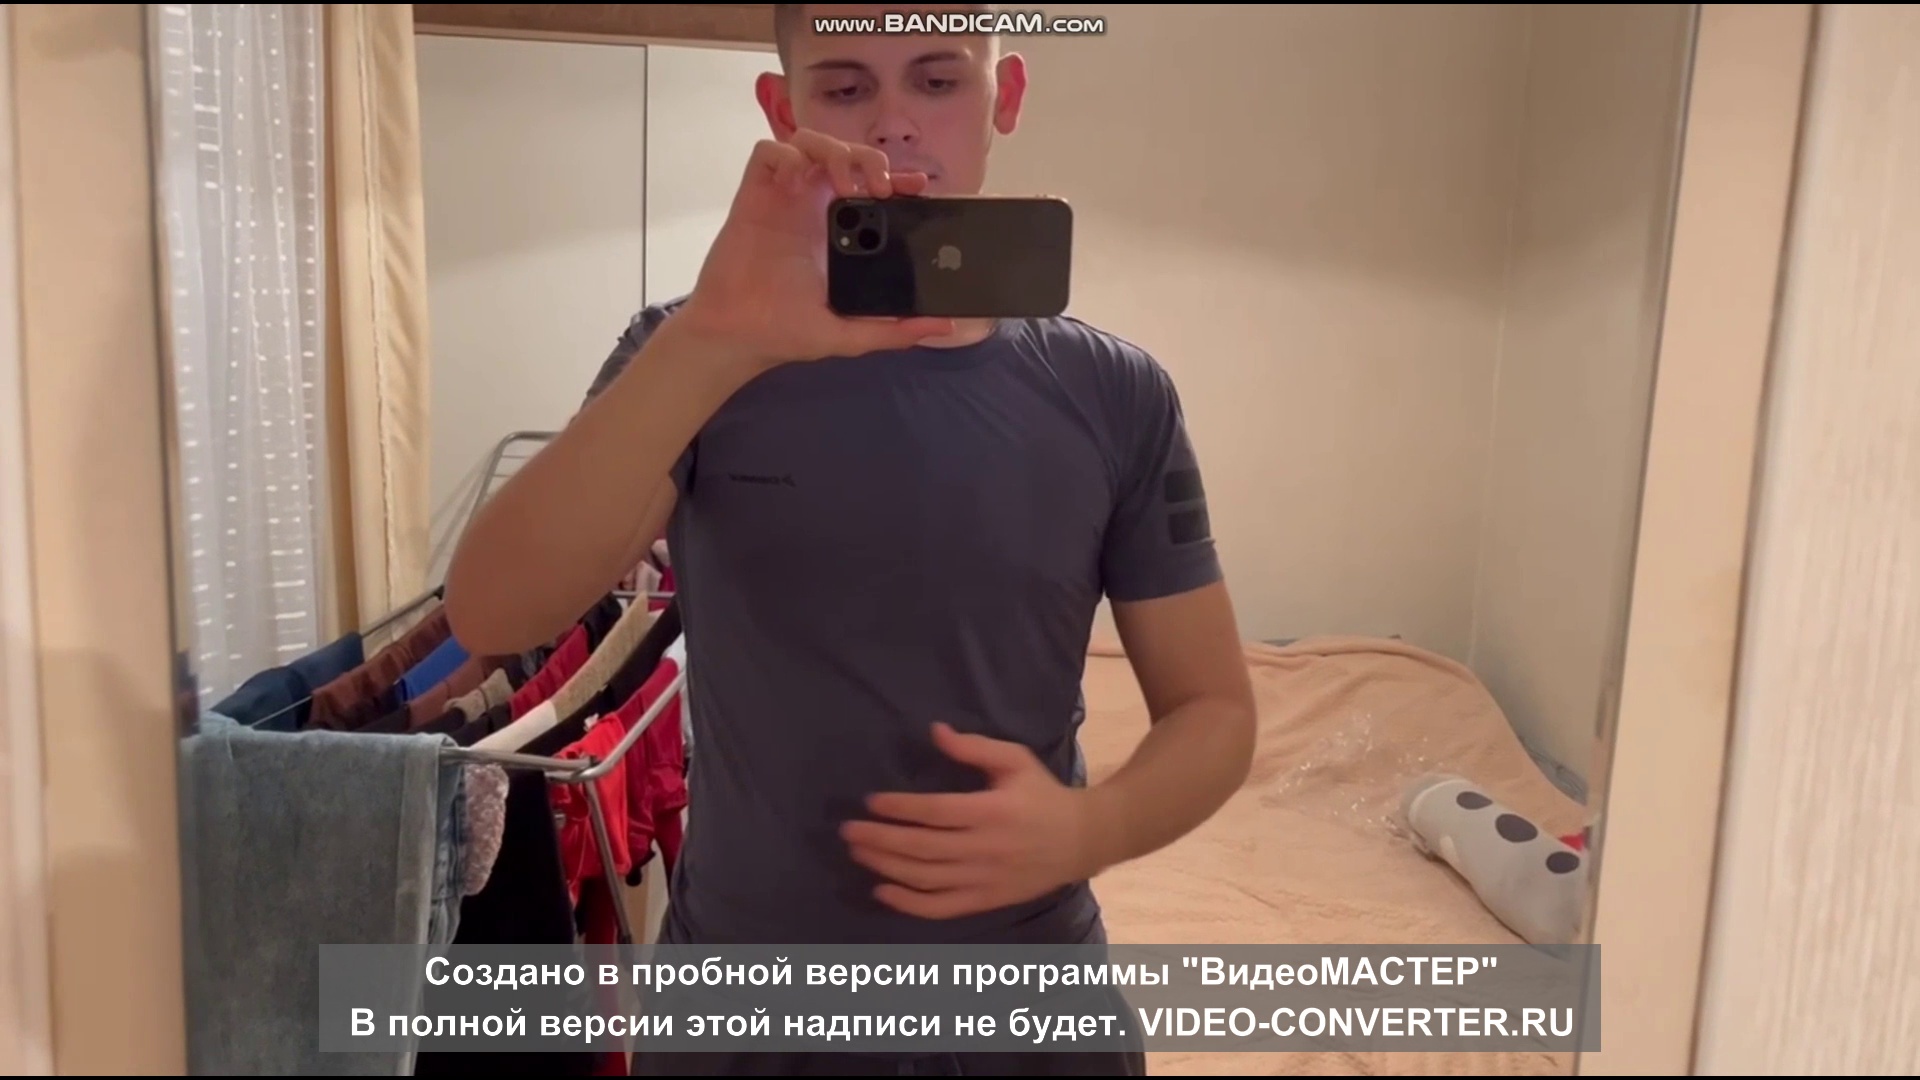 www.BANDICAM.com
Создано в пробной версии программы "ВидеоМАСТЕР"
В полной версии этой надписи не будет. VIDEO-CONVERTER.RU